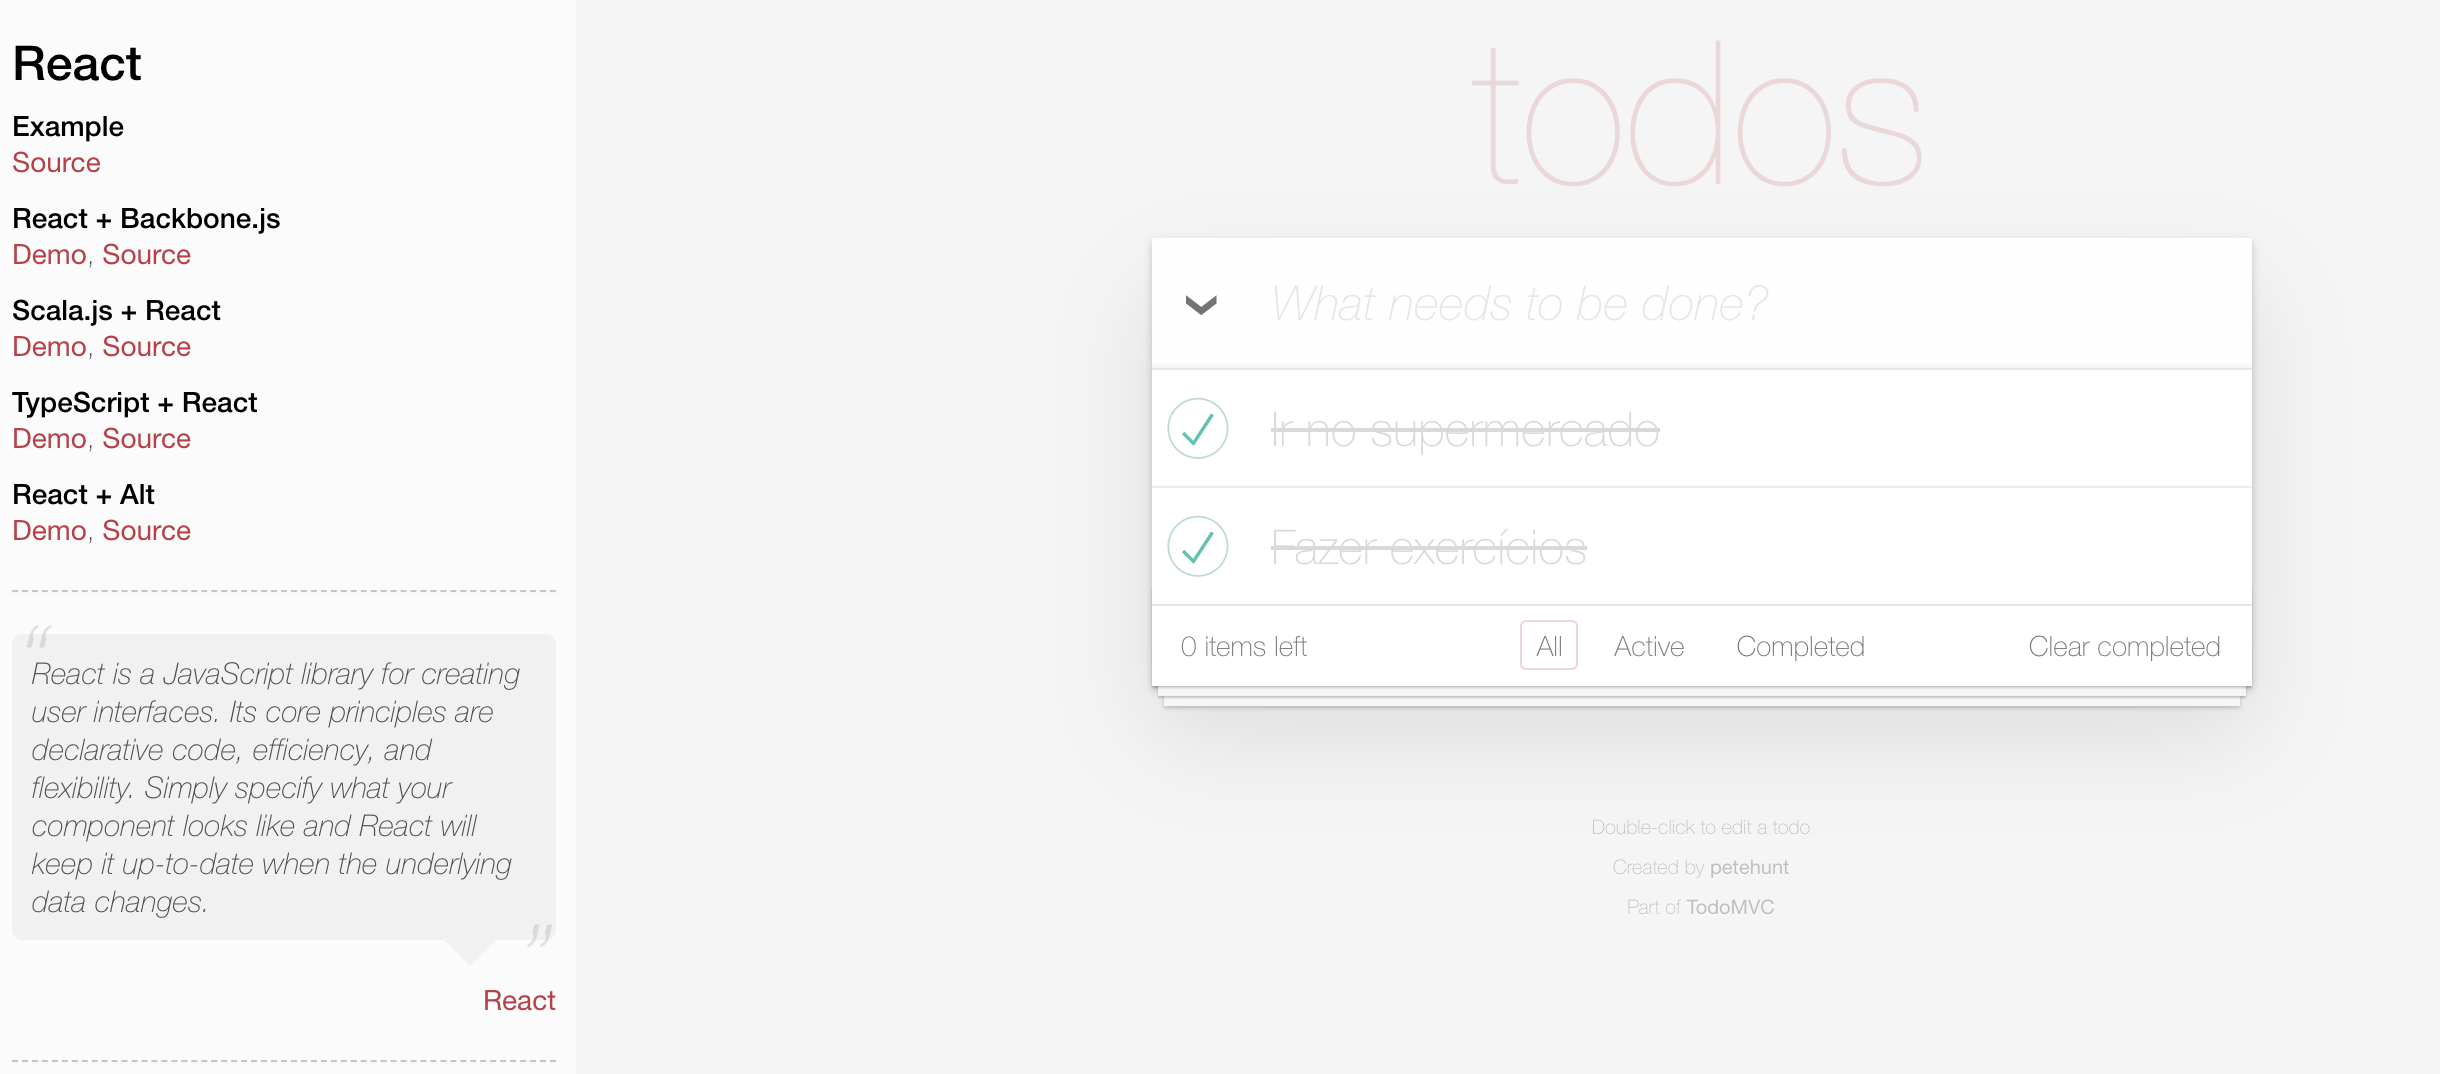 React
Example
Source
React + Backbone.js
Demo, Source
Scala.js + React
Demo, Source
TypeScript + React
Demo, Source
React + Alt
Demo, Source
“
React is a JavaScript library for creating
user interfaces. Its core principles are
declarative code, efficiency, and
flexibility. Simply specify what your
component looks like and React will
keep it up-to-date when the underlying
data changes.
”
React
todos
What needs to be done?
Ir no supermercado
Fazer exercícios
0 items left All Active Completed Clear completed
Double-click to edit a todo
Created by petehunt
Part of TodoMVC